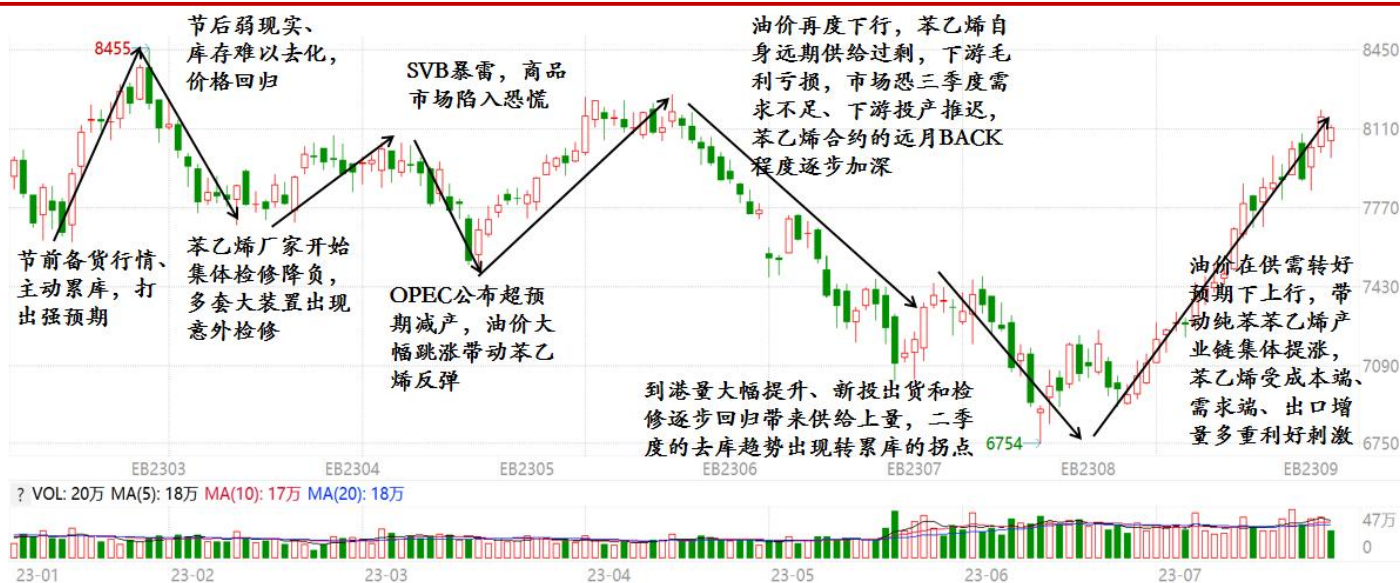 节后弱现实、
库存难以去化，
价格回归
8455
SVB暴雷，商品
市场陷入恐慌
油价再度下行，苯乙烯自
身远期供给过剩，下游毛
利亏损，市场恐三季度需
求不足、下游投产推迟，
苯乙烯合约的远月BACK
程度逐步加深
8450
8110
7770
7430
7090
6750
节前备货行情、
主动累库，打
出强预期
苯乙烯厂家开始
集体检修降负，
多套大装置出现
意外检修
OPEC公布超预
期减产，油价大
幅跳涨带动苯乙
烯反弹
到港量大幅提升、新投出货和检
修逐步回归带来供给上量，二季
度的去库趋势出现转累库的拐点
6754
油价在供需转好
预期下上行，带
动纯苯苯乙烯产
业链集体提涨，
苯乙烯受成本端、
需求端、出口增
量多重利好刺激
EB2303 EB2304 EB2305 EB2306 EB2307 EB2308 EB2309
? VOL: 20万 MA(5): 18万 MA(10): 17万 MA(20): 18万
47万
0
23-01 23-02 23-03 23-04 23-05 23-06 23-07